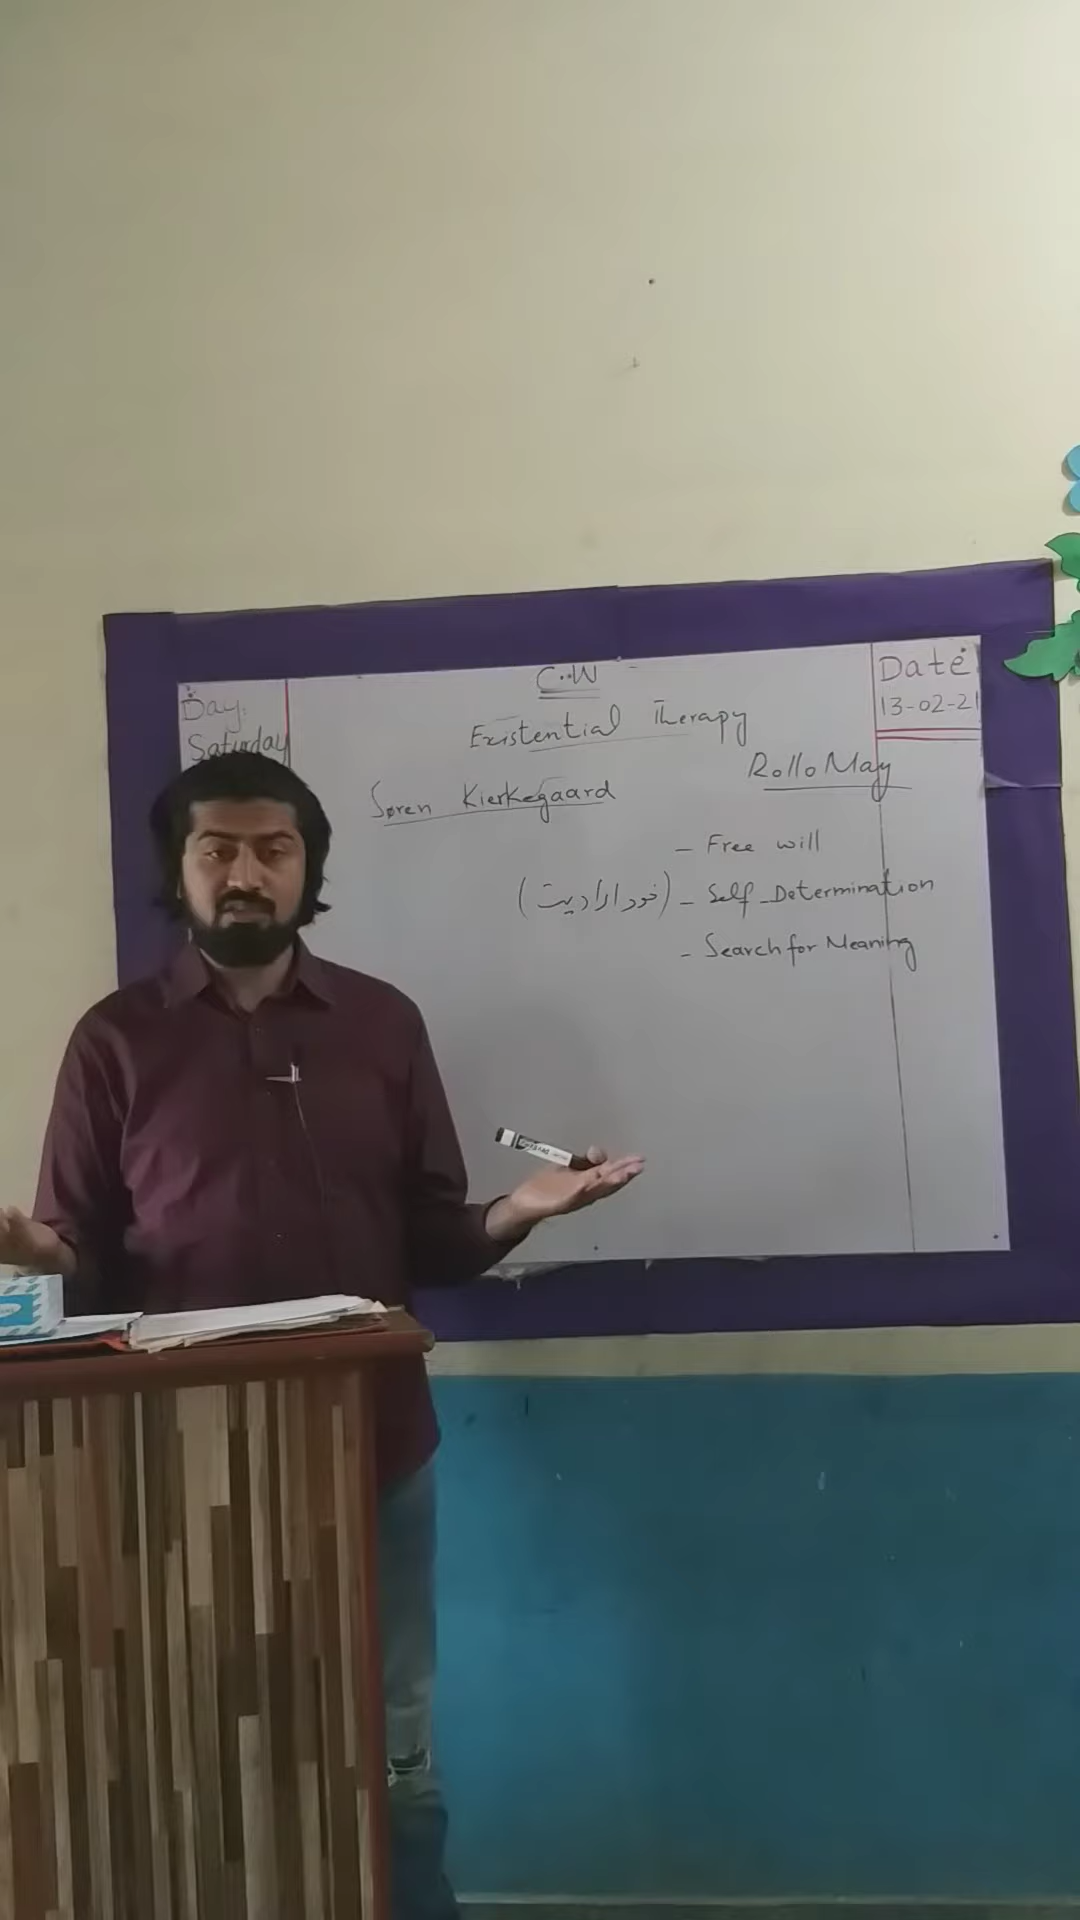 Day:
Saturday
C.W
Date
13-02-21
Existential Therapy
Rollo May
Søren Kierkegaard
- Free will
(خود ارادیت) - Self-Determination
- Search for Meaning